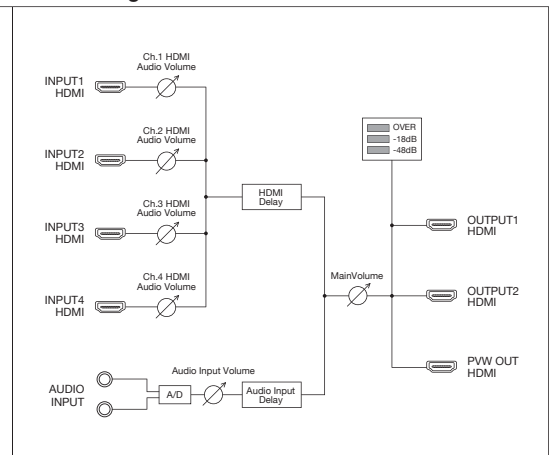 Ch.1 HDMI
Audio Volume
INPUT1
HDMI
Ch.2 HDMI
Audio Volume
INPUT2
HDMI
Ch.3 HDMI
Audio Volume
INPUT3
HDMI
Ch.4 HDMI
Audio Volume
INPUT4
HDMI
AUDIO
INPUT
A/D
Audio Input Volume
Audio Input
Delay
HDMI
Delay
MainVolume
OVER
-18dB
-48dB
OUTPUT1
HDMI
OUTPUT2
HDMI
PVW OUT
HDMI